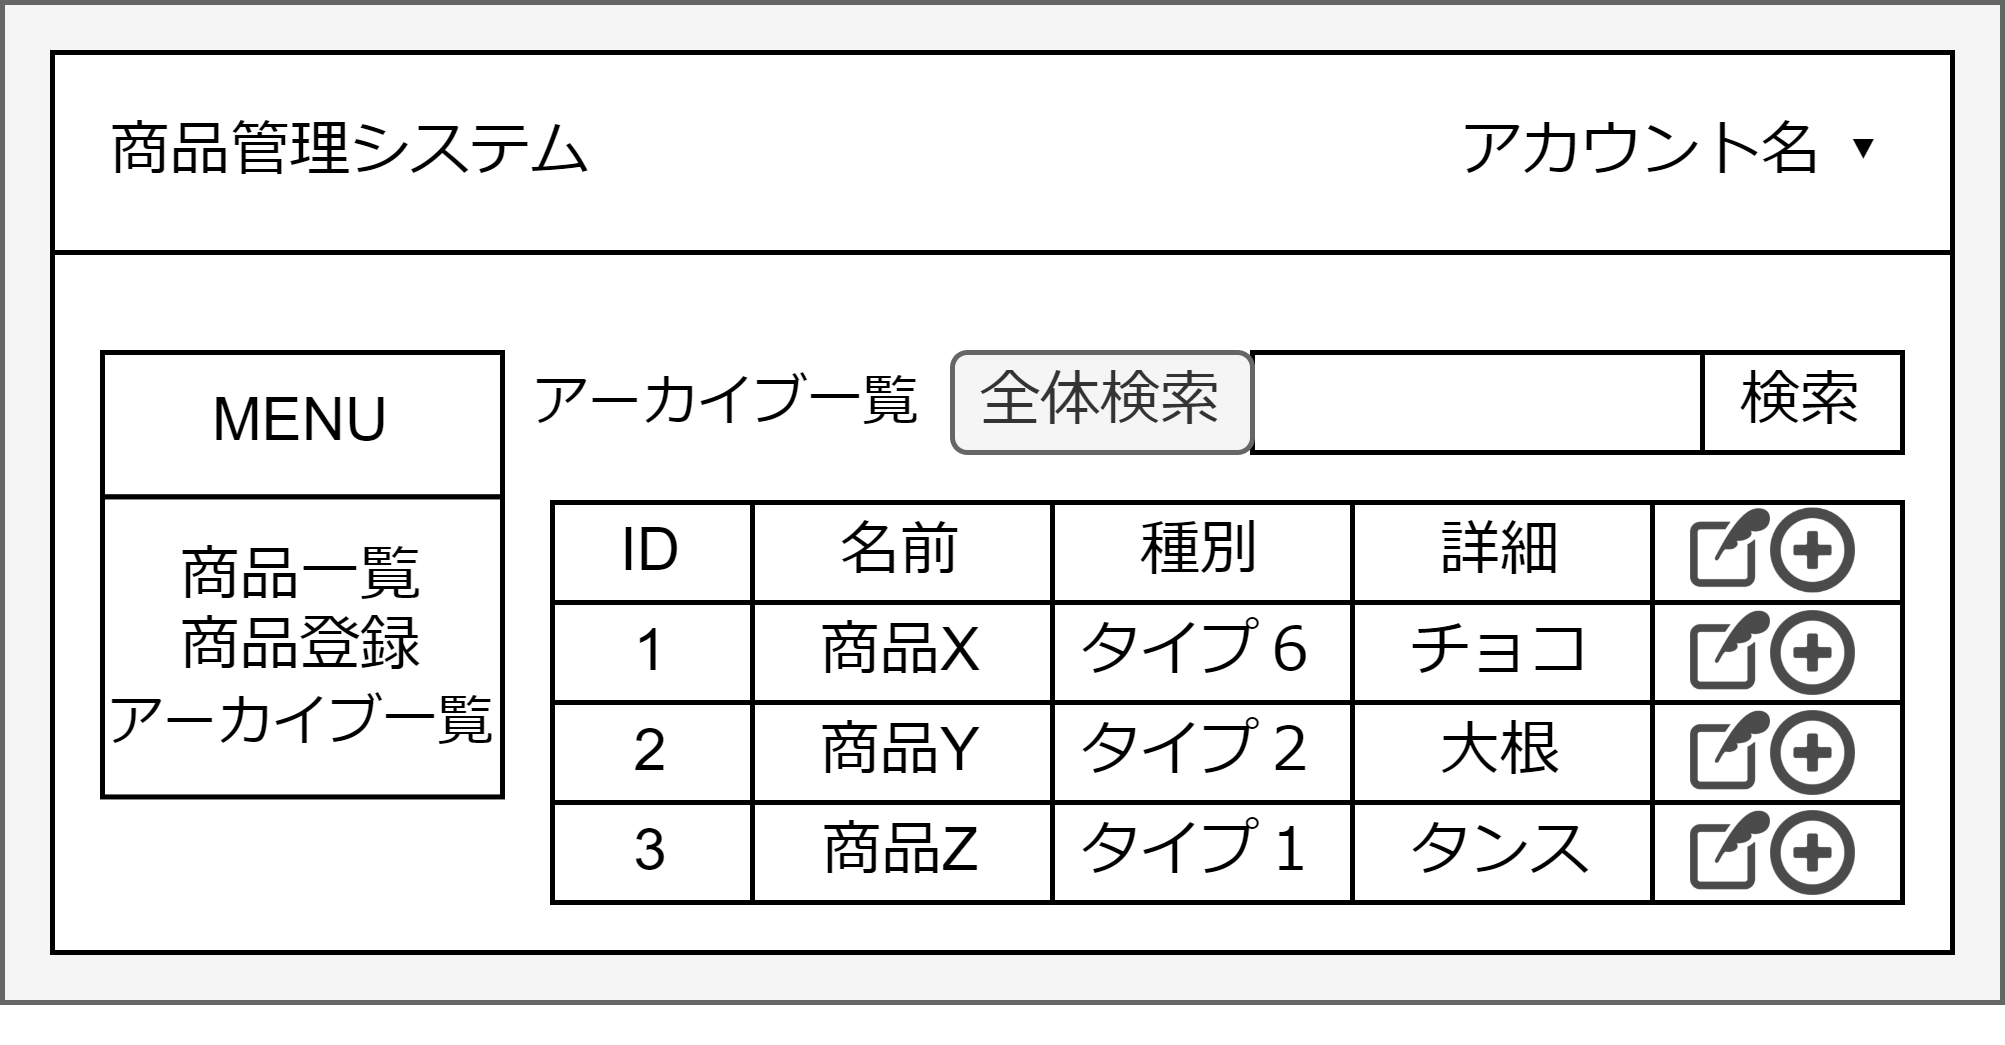 商品管理システム アカウント名 ▼
MENU
商品一覧
商品登録
アーカイブ一覧
アーカイブ一覧 全体検索 検索
ID 名前 種別 詳細
1 商品X タイプ6 チョコ
2 商品Y タイプ2 大根
3 商品Z タイプ1 タンス